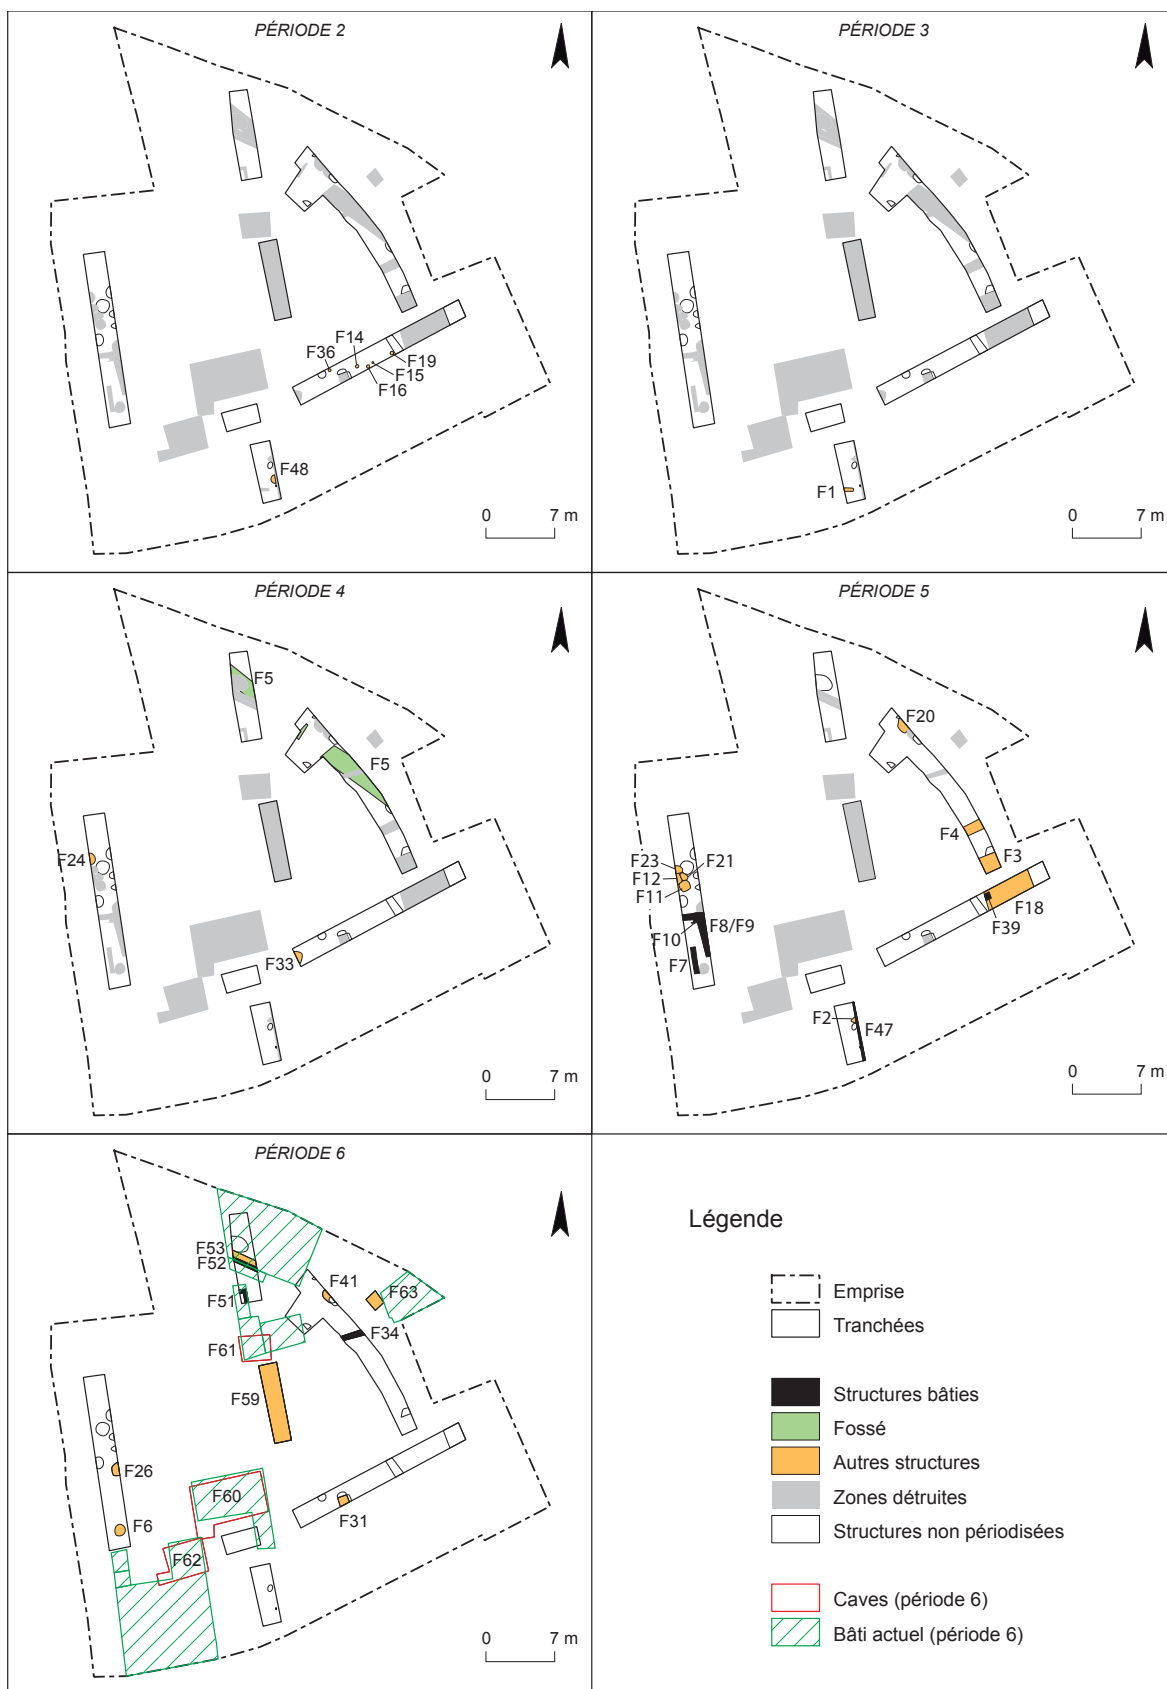 PÉRIODE 2
F14
F36
F19
F15
F16
F48
0 7 m
PÉRIODE 3
F1
0 7 m
PÉRIODE 4
F5
F5
F24
F33
0 7 m
PÉRIODE 5
F20
F4
F3
F23
F21
F12
F11
F18
F8/F9
F39
F10
F7
F2
F47
0 7 m
PÉRIODE 6
F53
F52
F41
F63
F51
F34
F61
F59
F26
F60
F6
F31
F62
0 7 m
Légende
Emprise
Tranchées
Structures bâties
Fossé
Autres structures
Zones détruites
Structures non périodisées
Caves (période 6)
Bâti actuel (période 6)